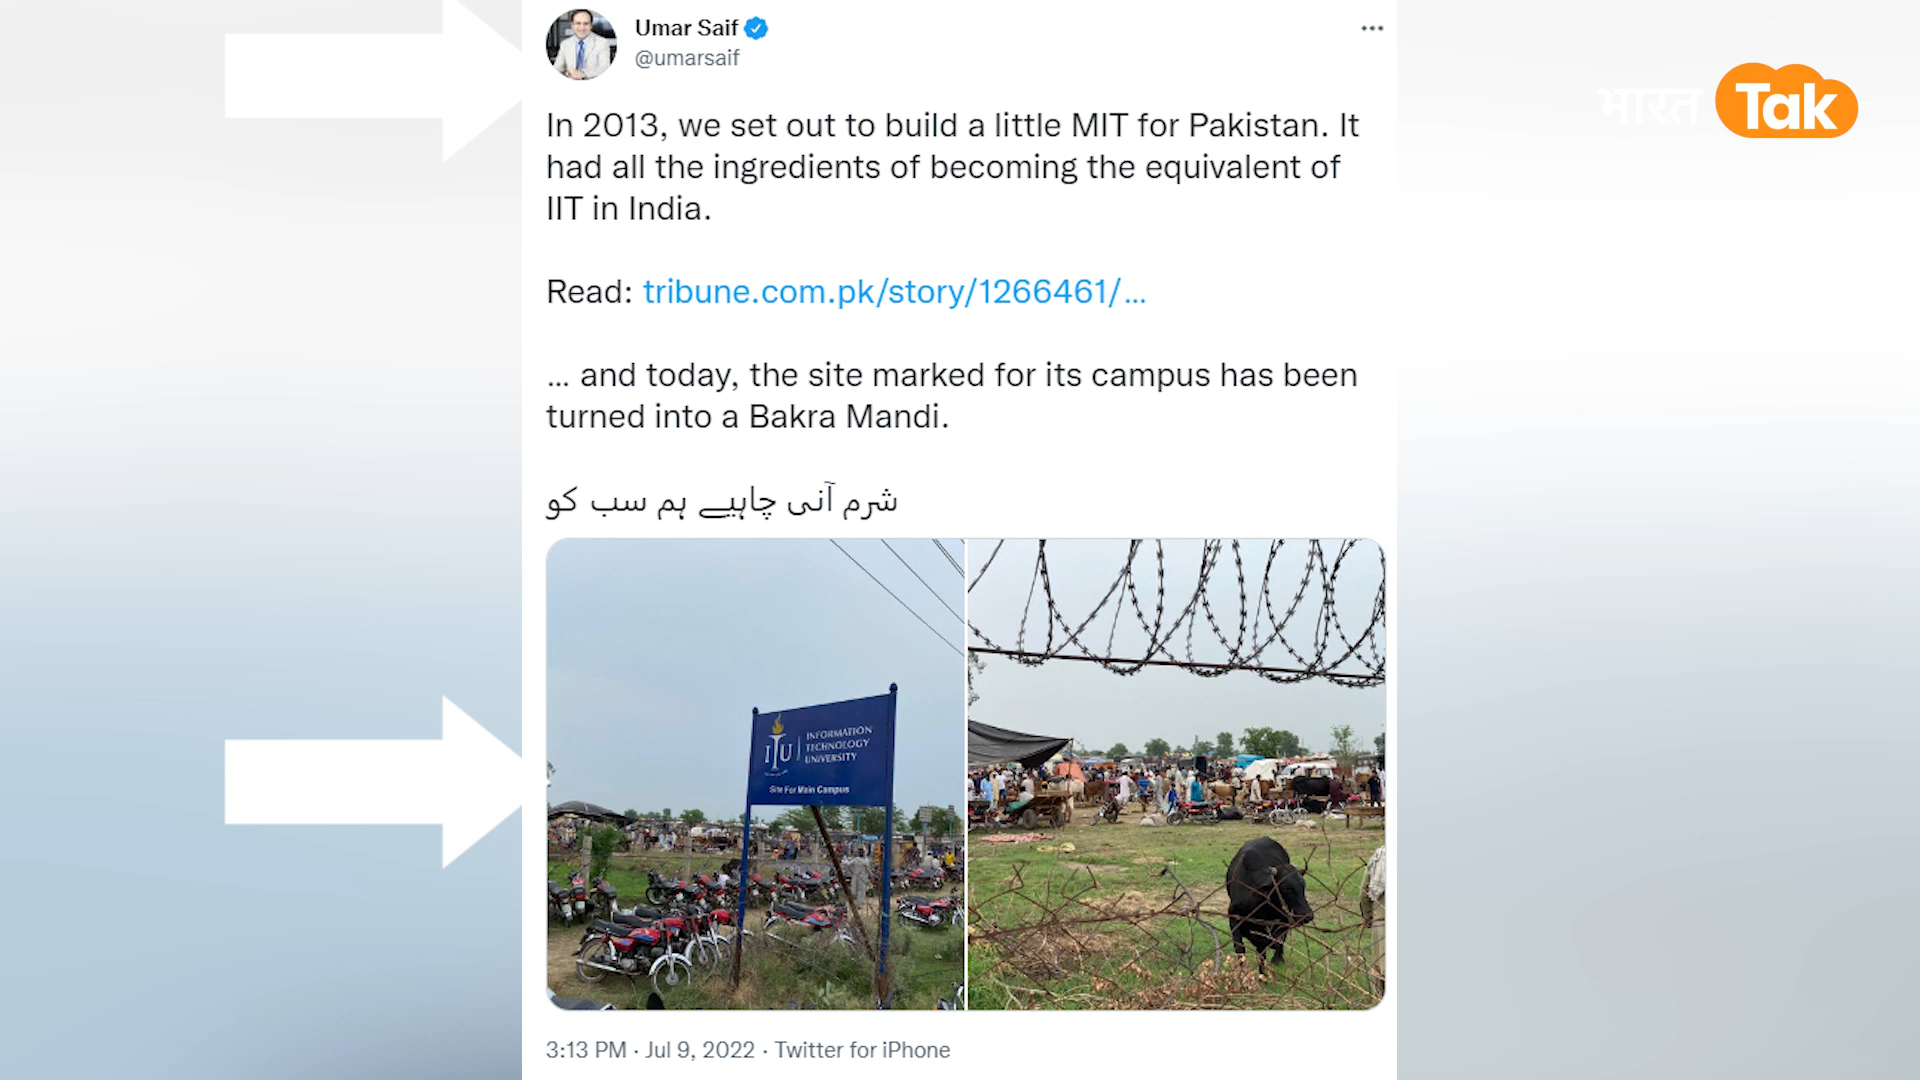 Umar Saif
@umarsaif
भारत Tak
In 2013, we set out to build a little MIT for Pakistan. It
had all the ingredients of becoming the equivalent of
IIT in India.
Read: tribune.com.pk/story/1266461/...
... and today, the site marked for its campus has been
turned into a Bakra Mandi.
شرم آنی چاہیے ہم سب کو
ITU INFORMATION
TECHNOLOGY
UNIVERSITY
Site For Main Campus
3:13 PM · Jul 9, 2022 · Twitter for iPhone